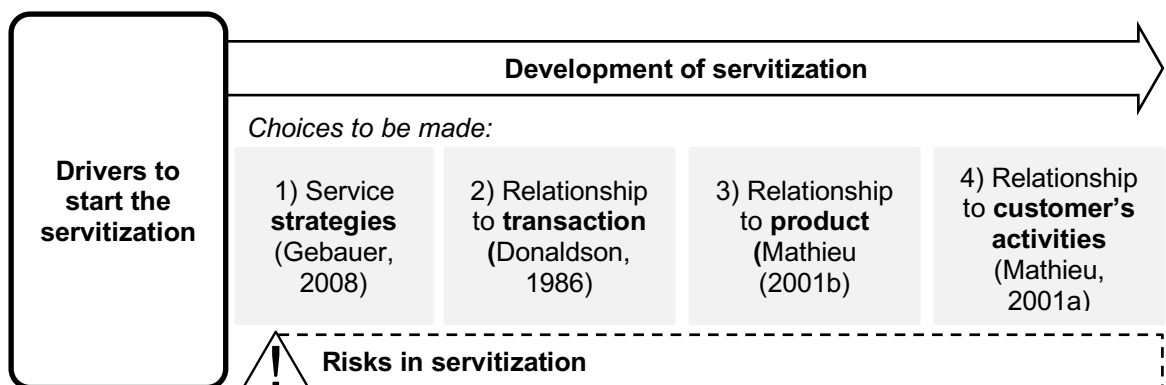 Development of servitization
Choices to be made:
Drivers to
start the
servitization
1) Service
strategies
(Gebauer,
2008)
2) Relationship
to transaction
(Donaldson,
1986)
3) Relationship
to product
(Mathieu
(2001b)
4) Relationship
to customer's
activities
(Mathieu,
2001a)
!
Risks in servitization